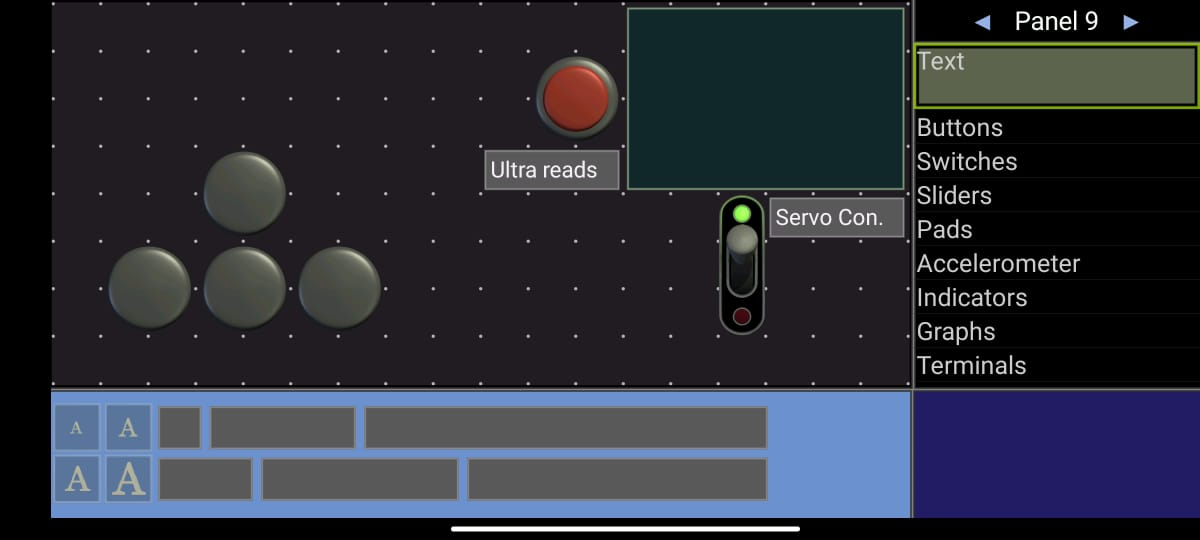 ◄ Panel 9 ►
Text
Buttons
Switches
Sliders
Pads
Accelerometer
Indicators
Graphs
Terminals
Ultra reads
Servo Con.
A A
A A